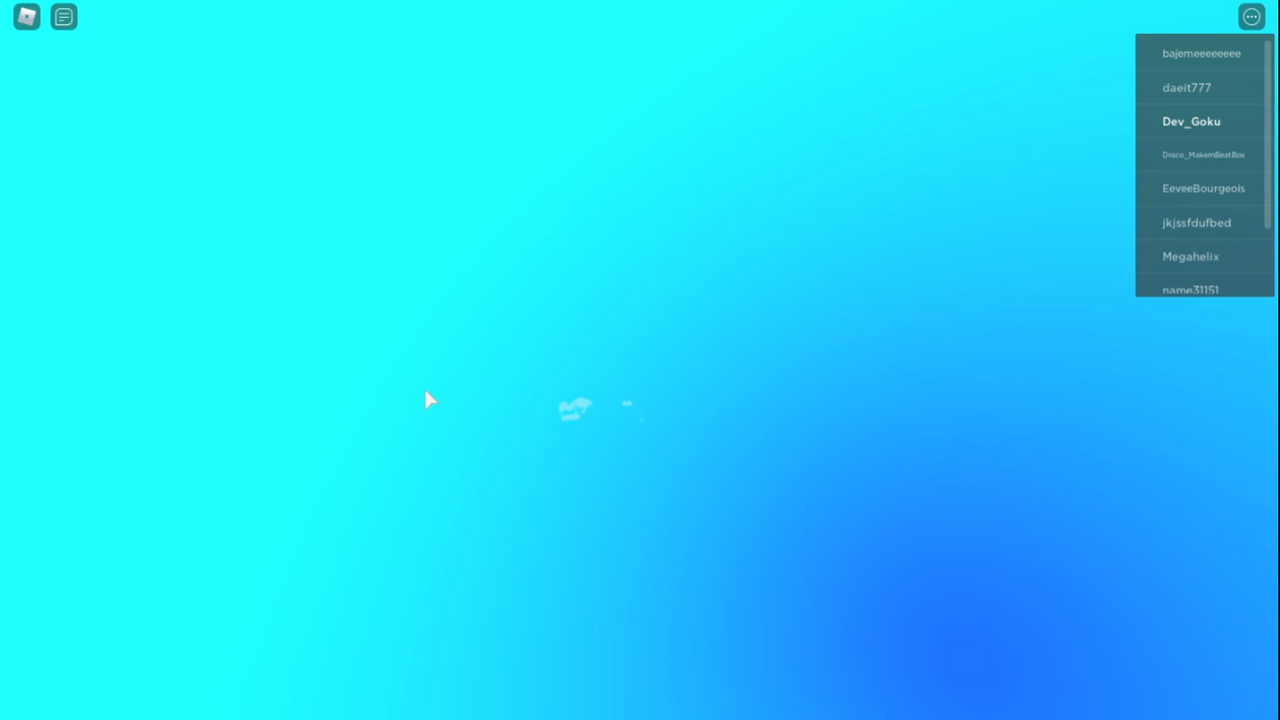 bajemeeeeeeee
daeit777
Dev_Goku
Draco_MakemBeatBox
EeveeBourgeois
jkjssfdufbed
Megahelix
name31151